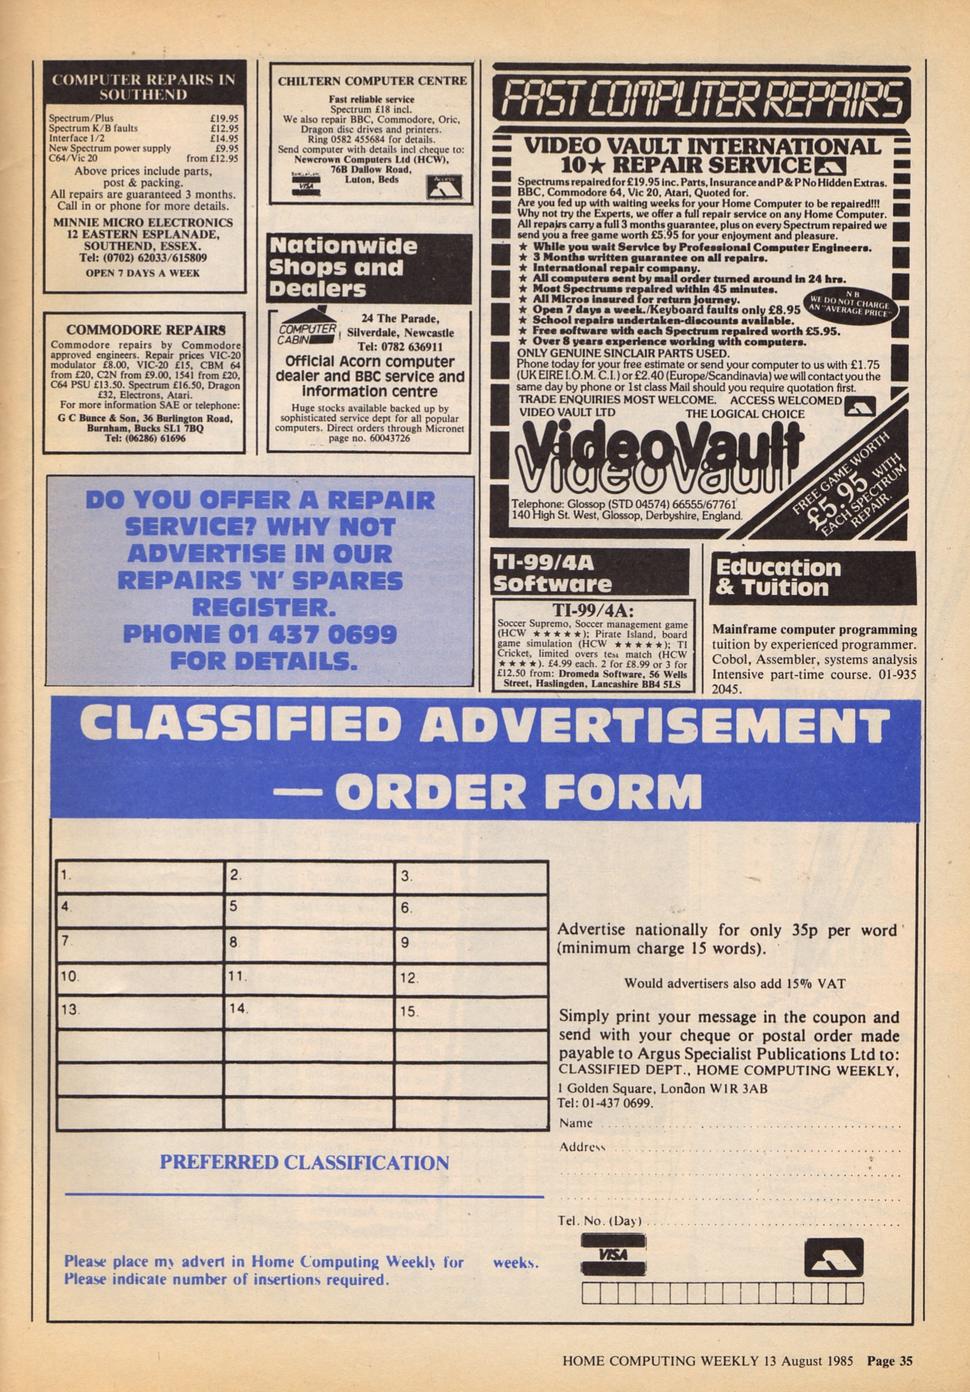 COMPUTER REPAIRS IN
SOUTHEND
Spectrum/Plus £19.95
Spectrum K/B faults £12.95
Interface 1/2 £14.95
New Spectrum power supply £9.95
C64/Vic 20 from £12.95
Above prices include parts,
post & packing.
All repairs are guaranteed 3 months.
Call in or phone for more details.
MINNIE MICRO ELECTRONICS
12 EASTERN ESPLANADE,
SOUTHEND, ESSEX.
Tel: (0702) 62033/615809
OPEN 7 DAYS A WEEK
COMMODORE REPAIRS
Commodore repairs by Commodore
approved engineers. Repair prices VIC-20
modulator £8.00, VIC-20 £15, CBM 64
from £20, C2N from £9.00, 1541 from £20,
C64 PSU £13.50. Spectrum £16.50, Dragon
£32, Electrons, Atari.
For more information SAE or telephone:
G C Bunce & Son, 36 Burlington Road,
Burnham, Bucks SL1 7BQ
Tel: (06286) 61696
CHILTERN COMPUTER CENTRE
Fast reliable service
Spectrum £18 incl.
We also repair BBC, Commodore, Oric,
Dragon disc drives and printers.
Ring 0582 455684 for details.
Send computer with details incl cheque to:
Newcrown Computers Ltd (HCW),
76B Dallow Road,
Luton, Beds
VISA
Access
Nationwide
Shops and
Dealers
COMPUTER
CABIN
24 The Parade,
Silverdale, Newcastle
Tel: 0782 636911
Official Acorn computer
dealer and BBC service and
information centre
Huge stocks available backed up by
sophisticated service dept for all popular
computers. Direct orders through Micronet
page no. 60043726
FAST COMPUTER REPAIRS
VIDEO VAULT INTERNATIONAL
10★ REPAIR SERVICE
Spectrums repaired for £19.95 inc. Parts, Insurance and P & P No Hidden Extras.
BBC, Commodore 64, Vic 20, Atari, Quoted for.
Are you fed up with waiting weeks for your Home Computer to be repaired!!!
Why not try the Experts, we offer a full repair service on any Home Computer.
All repairs carry a full 3 months guarantee, plus on every Spectrum repaired we
send you a free game worth £5.95 for your enjoyment and pleasure.
★ While you wait Service by Professional Computer Engineers.
★ 3 Months written guarantee on all repairs.
★ International repair company.
★ All computers sent by mail order turned around in 24 hrs.
★ Most Spectrums repaired within 45 minutes.
★ All Micros insured for return journey.
★ Open 7 days a week./Keyboard faults only £8.95
★ School repairs undertaken-discounts available.
★ Free software with each Spectrum repaired worth £5.95.
★ Over 8 years experience working with computers.
N B
WE DO NOT CHARGE
AN "AVERAGE PRICE"
ONLY GENUINE SINCLAIR PARTS USED.
Phone today for your free estimate or send your computer to us with £1.75
(UK EIRE I.O.M. C.I.) or £2.40 (Europe/Scandinavia) we will contact you the
same day by phone or 1st class Mail should you require quotation first.
TRADE ENQUIRIES MOST WELCOME. ACCESS WELCOMED
VIDEO VAULT LTD THE LOGICAL CHOICE
VideoVault
VideoVault
Telephone: Glossop (STD 04574) 66555/67761
140 High St. West, Glossop, Derbyshire, England.
FREE GAME WORTH
£5.95 WITH
EACH SPECTRUM
REPAIR.
DO YOU OFFER A REPAIR
SERVICE? WHY NOT
ADVERTISE IN OUR
REPAIRS 'N' SPARES
REGISTER.
PHONE 01 437 0699
FOR DETAILS.
TI-99/4A
Software
TI-99/4A:
Soccer Supremo, Soccer management game
(HCW ★★★★★); Pirate Island, board
game simulation (HCW ★★★★★); TI
Cricket, limited overs test match (HCW
★★★★). £4.99 each. 2 for £8.99 or 3 for
£12.50 from: Dromeda Software, 56 Wells
Street, Haslingden, Lancashire BB4 5LS
Education
& Tuition
Mainframe computer programming
tuition by experienced programmer.
Cobol, Assembler, systems analysis
Intensive part-time course. 01-935
2045.
CLASSIFIED ADVERTISEMENT
— ORDER FORM
1. 2. 3.
4. 5 6.
7. 8. 9
10. 11. 12.
13. 14. 15.
PREFERRED CLASSIFICATION
Please place my advert in Home Computing Weekly for weeks.
Please indicate number of insertions required.
Advertise nationally for only 35p per word
(minimum charge 15 words).
Would advertisers also add 15% VAT
Simply print your message in the coupon and
send with your cheque or postal order made
payable to Argus Specialist Publications Ltd to:
CLASSIFIED DEPT., HOME COMPUTING WEEKLY,
1 Golden Square, London W1R 3AB
Tel: 01-437 0699.
Name
Address
Tel. No. (Day)
VISA
HOME COMPUTING WEEKLY 13 August 1985 Page 35